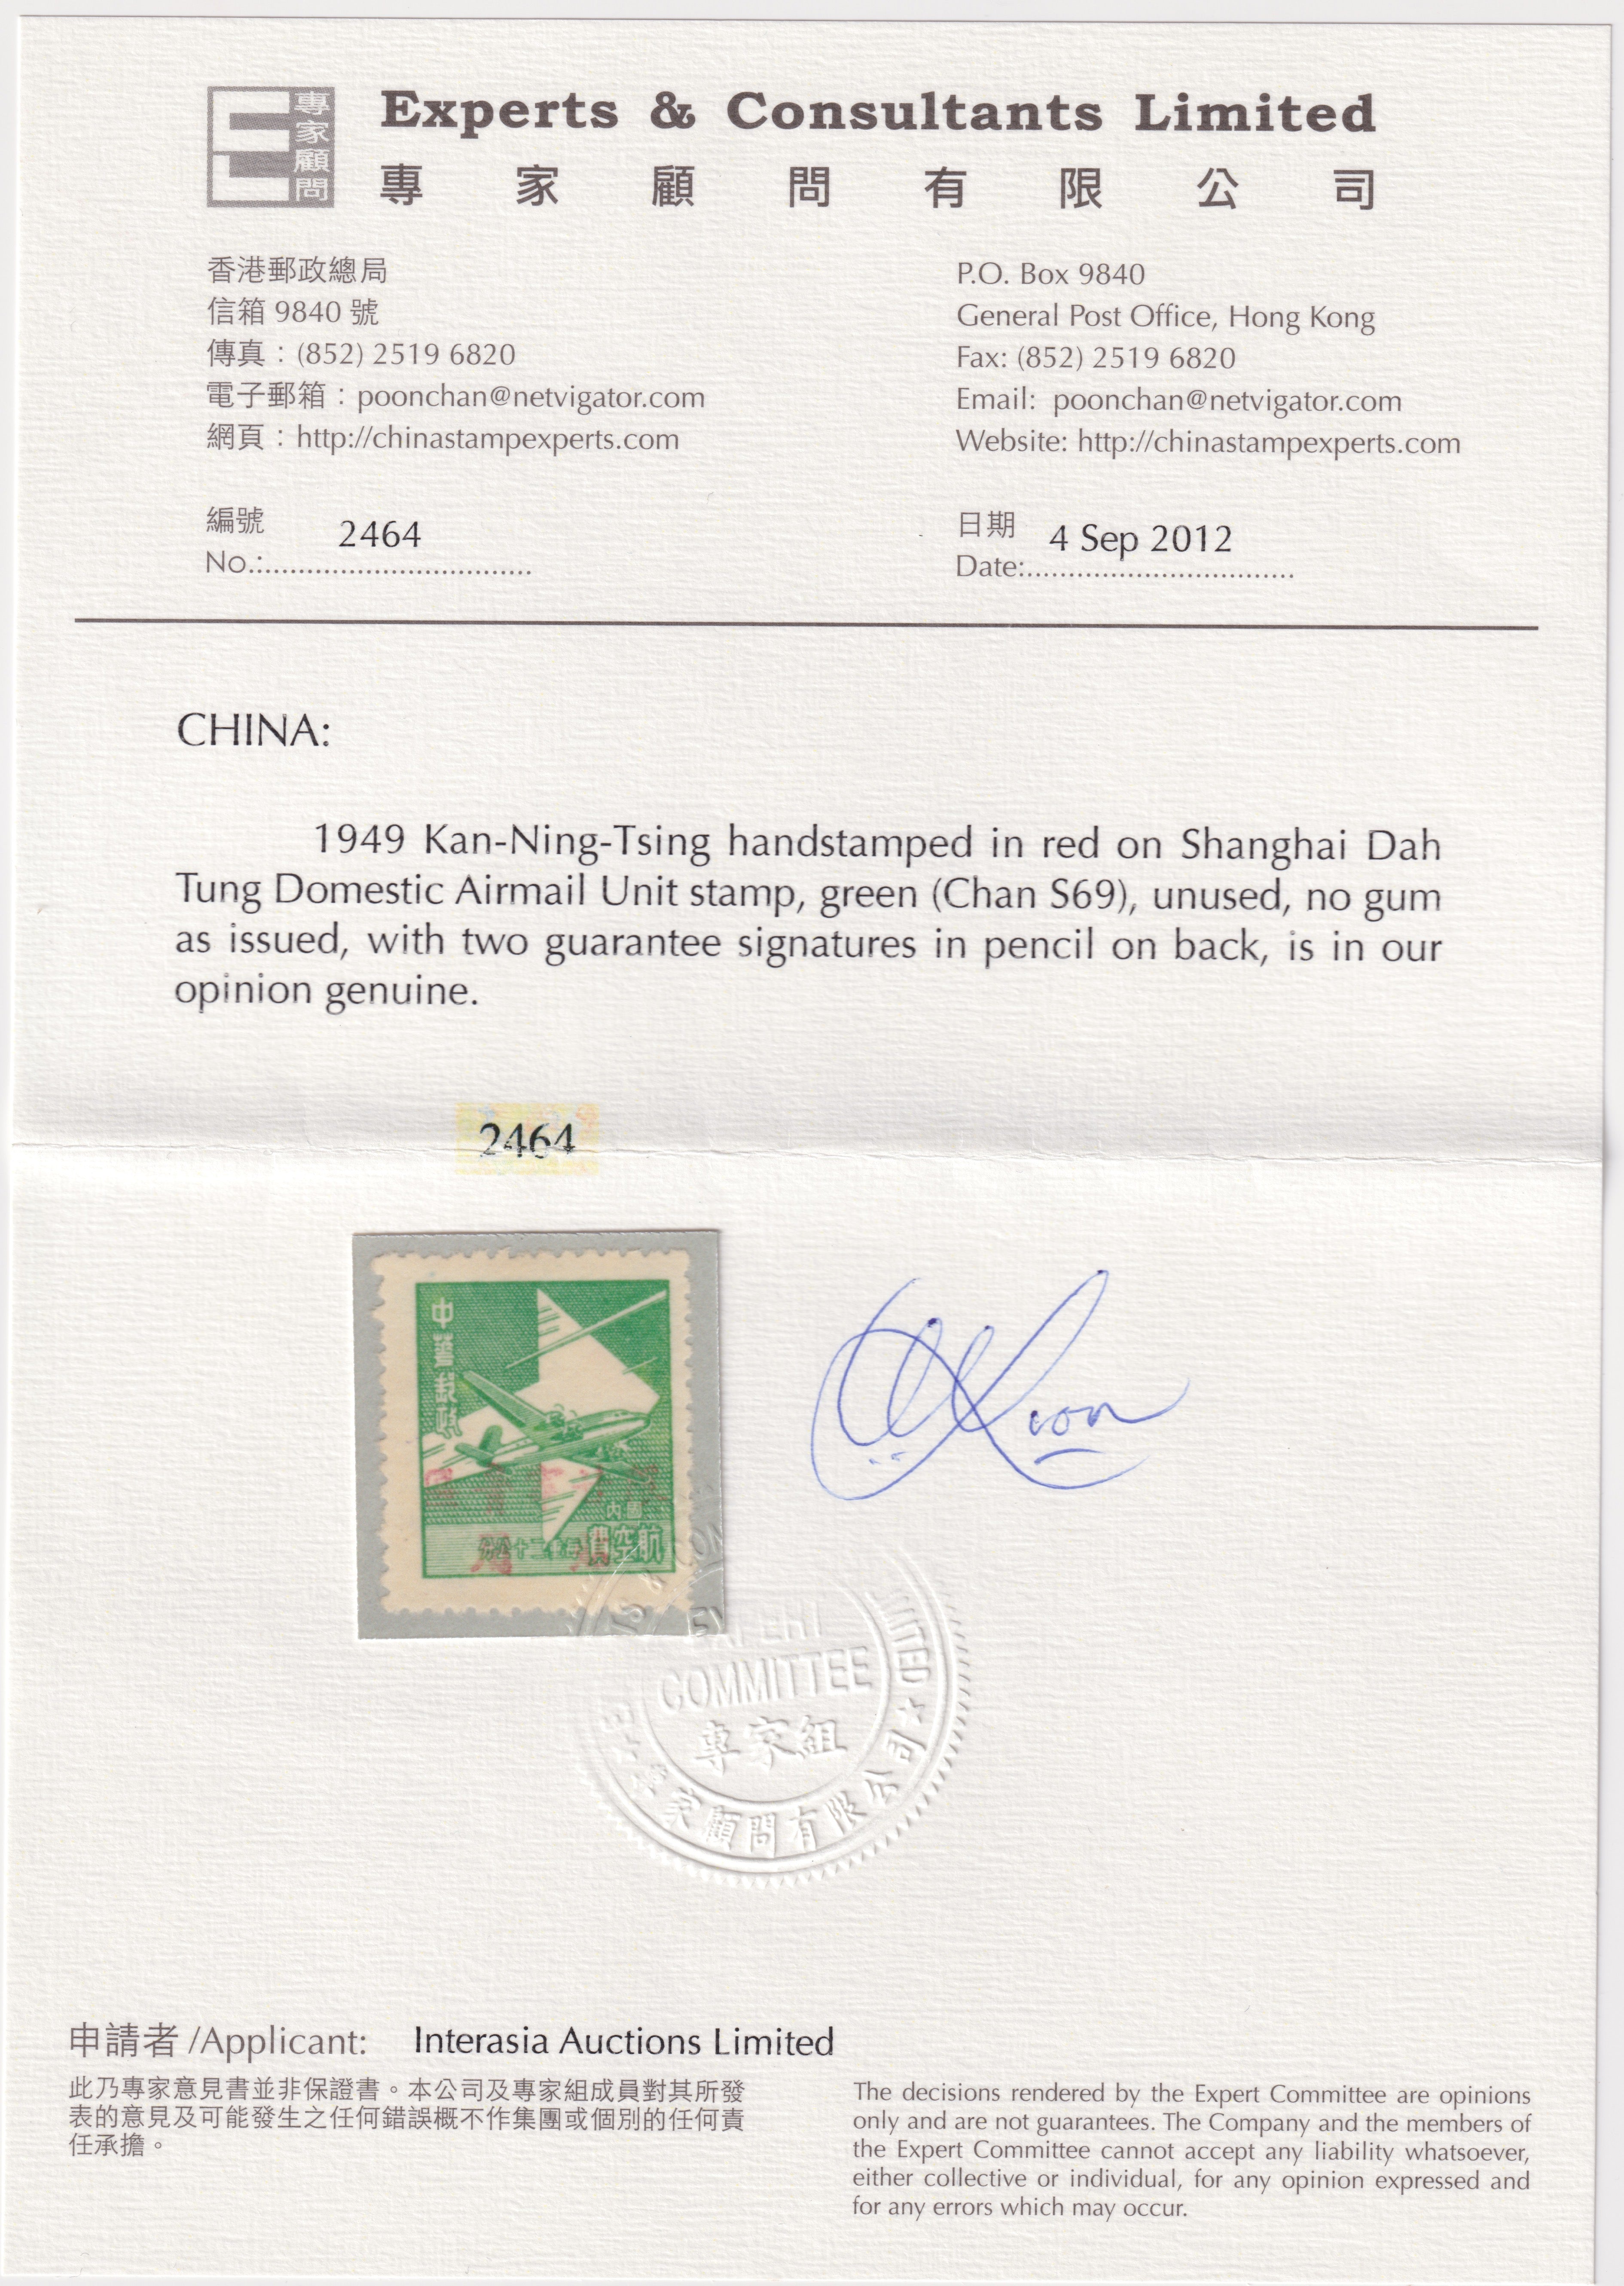 專家顧問
Experts & Consultants Limited
專家顧問有限公司
香港郵政總局
信箱 9840 號
傳真：(852) 2519 6820
電子郵箱：poonchan@netvigator.com
網頁：http://chinastampexperts.com
P.O. Box 9840
General Post Office, Hong Kong
Fax: (852) 2519 6820
Email: poonchan@netvigator.com
Website: http://chinastampexperts.com
編號
No.: 2464
日期
Date: 4 Sep 2012
CHINA:
1949 Kan-Ning-Tsing handstamped in red on Shanghai Dah
Tung Domestic Airmail Unit stamp, green (Chan S69), unused, no gum
as issued, with two guarantee signatures in pencil on back, is in our
opinion genuine.
2464
中華郵政
國內
航空費
EXPERT
COMMITTEE
專家組
專家顧問有限公司
申請者 /Applicant: Interasia Auctions Limited
此乃專家意見書並非保證書。本公司及專家組成員對其所發
表的意見及可能發生之任何錯誤概不作集團或個別的任何責
任承擔。
The decisions rendered by the Expert Committee are opinions
only and are not guarantees. The Company and the members of
the Expert Committee cannot accept any liability whatsoever,
either collective or individual, for any opinion expressed and
for any errors which may occur.